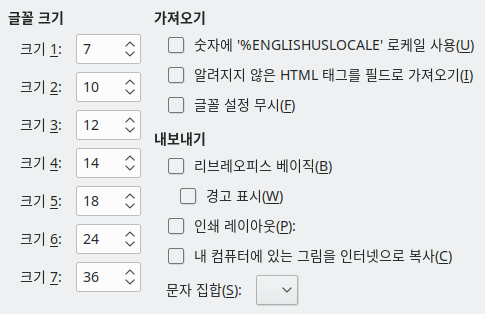 글꼴 크기
크기 1: 7
크기 2: 10
크기 3: 12
크기 4: 14
크기 5: 18
크기 6: 24
크기 7: 36
가져오기
숫자에 '%ENGLISHUSLOCALE' 로케일 사용(U)
알려지지 않은 HTML 태그를 필드로 가져오기(I)
글꼴 설정 무시(F)
내보내기
리브레오피스 베이직(B)
경고 표시(W)
인쇄 레이아웃(P):
내 컴퓨터에 있는 그림을 인터넷으로 복사(C)
문자 집합(S):